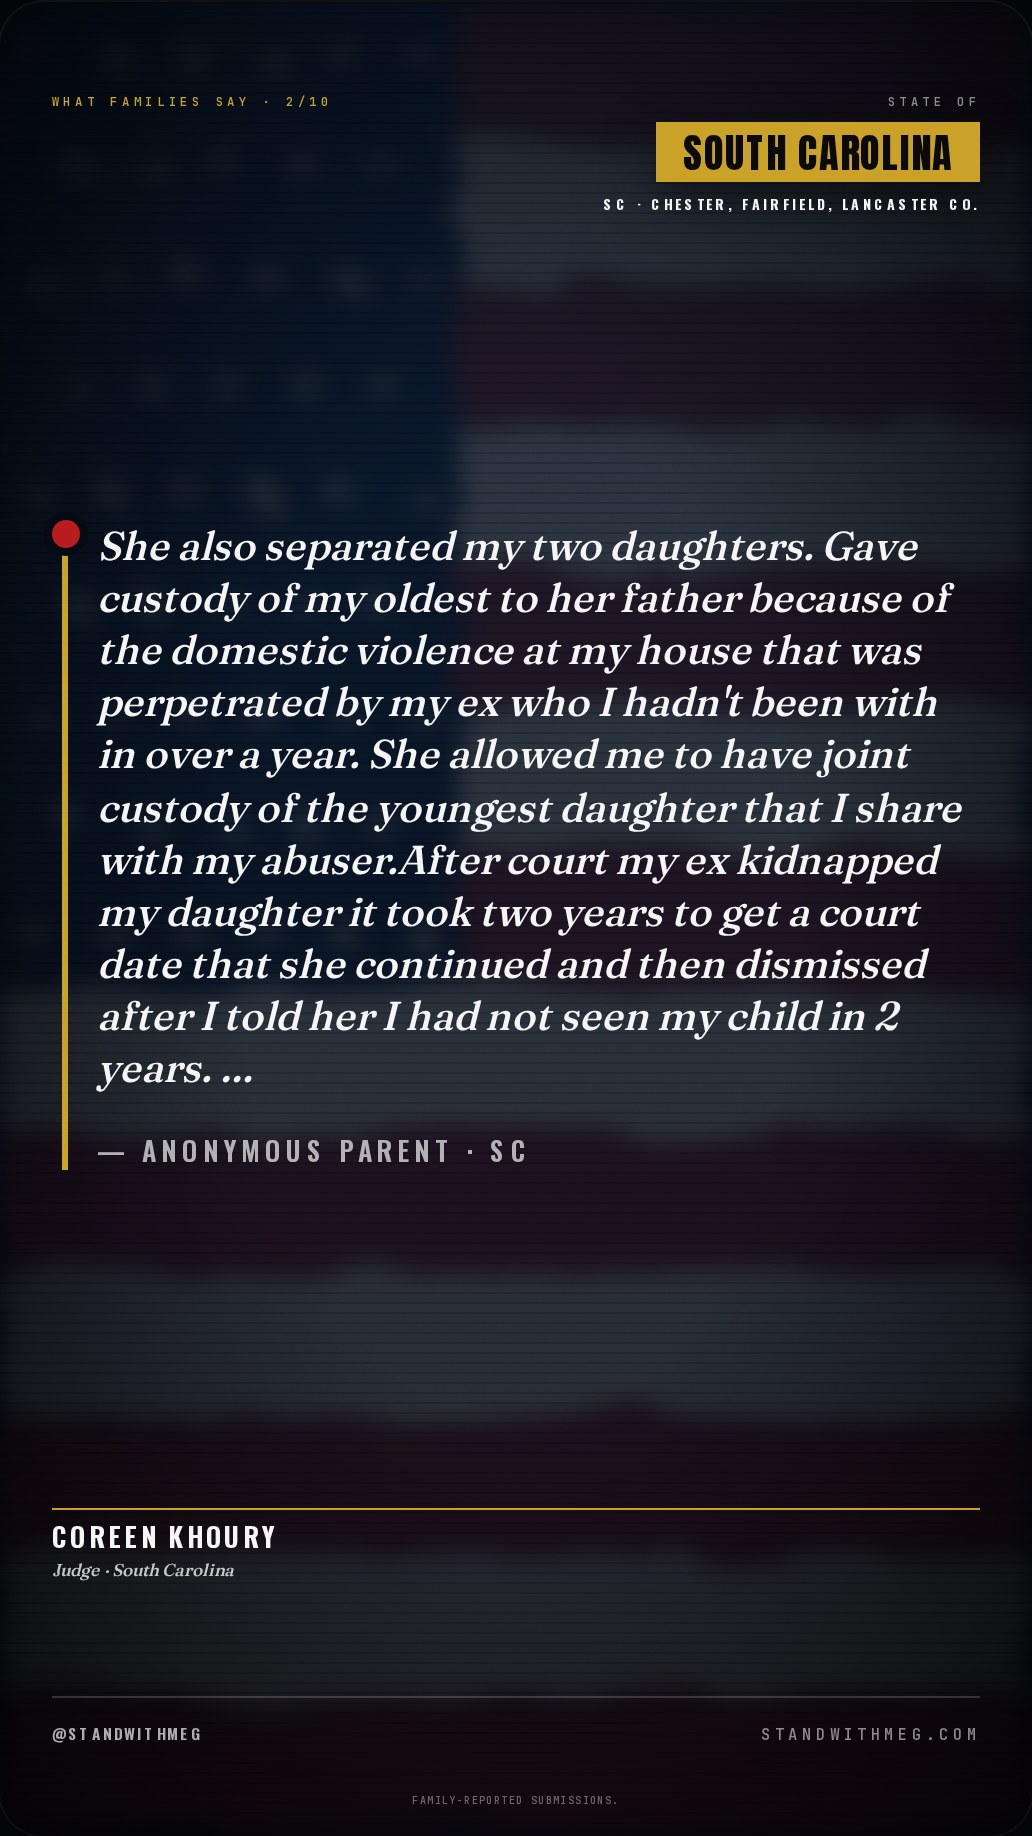 WHAT FAMILIES SAY · 2/10
STATE OF
SOUTH CAROLINA
SC · CHESTER, FAIRFIELD, LANCASTER CO.
She also separated my two daughters. Gave
custody of my oldest to her father because of
the domestic violence at my house that was
perpetrated by my ex who I hadn't been with
in over a year. She allowed me to have joint
custody of the youngest daughter that I share
with my abuser.After court my ex kidnapped
my daughter it took two years to get a court
date that she continued and then dismissed
after I told her I had not seen my child in 2
years. ...
— ANONYMOUS PARENT · SC
COREEN KHOURY
Judge · South Carolina
@STANDWITHMEG
STANDWITHMEG.COM
FAMILY-REPORTED SUBMISSIONS.